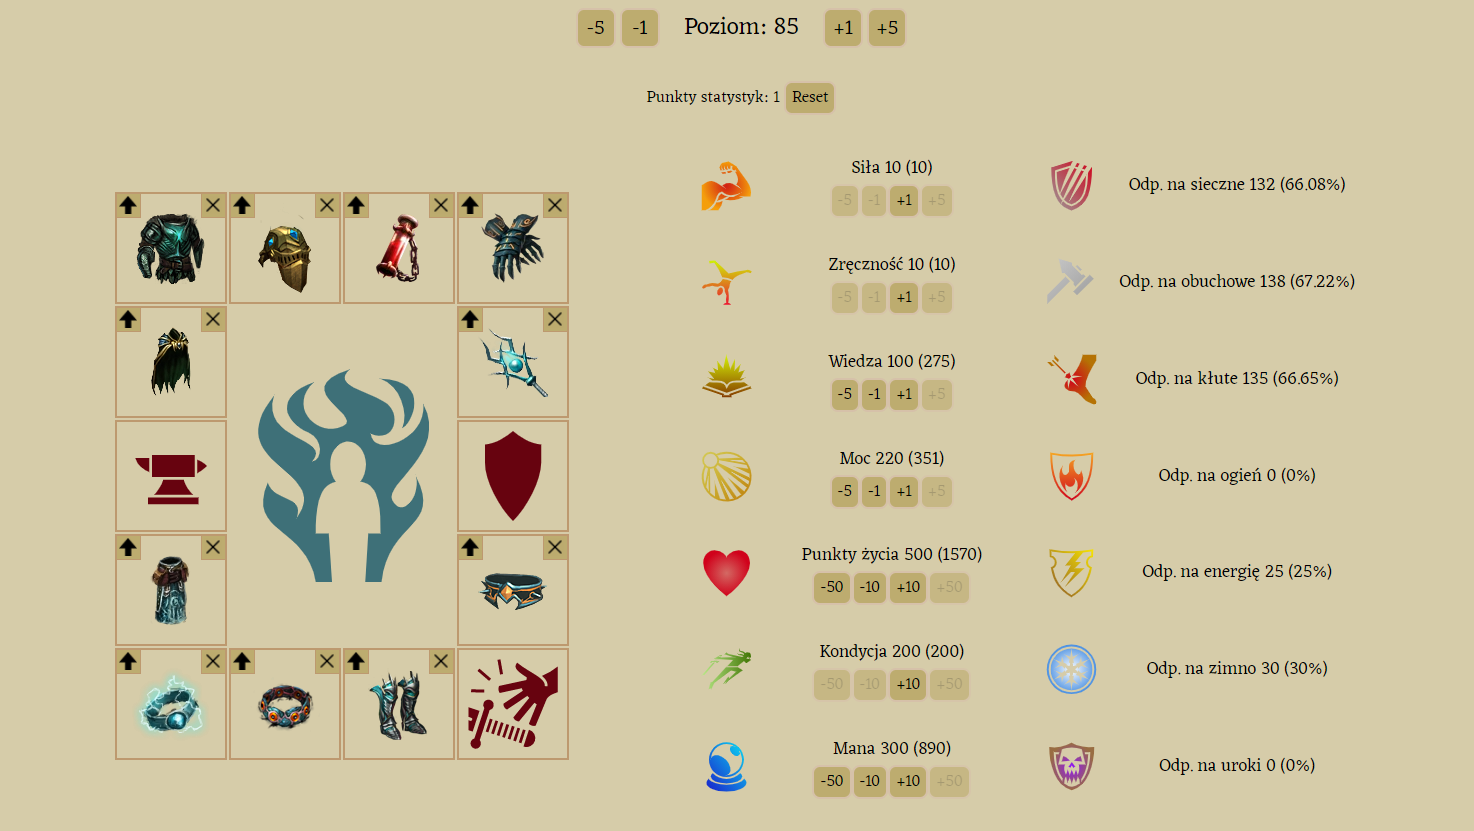 -5 -1 Poziom: 85 +1 +5
Punkty statystyk: 1 Reset
Siła 10 (10)
-5 -1 +1 +5
Odp. na sieczne 132 (66.08%)
Zręczność 10 (10)
-5 -1 +1 +5
Odp. na obuchowe 138 (67.22%)
Wiedza 100 (275)
-5 -1 +1 +5
Odp. na kłute 135 (66.65%)
Moc 220 (351)
-5 -1 +1 +5
Odp. na ogień 0 (0%)
Punkty życia 500 (1570)
-50 -10 +10 +50
Odp. na energię 25 (25%)
Kondycja 200 (200)
-50 -10 +10 +50
Odp. na zimno 30 (30%)
Mana 300 (890)
-50 -10 +10 +50
Odp. na uroki 0 (0%)